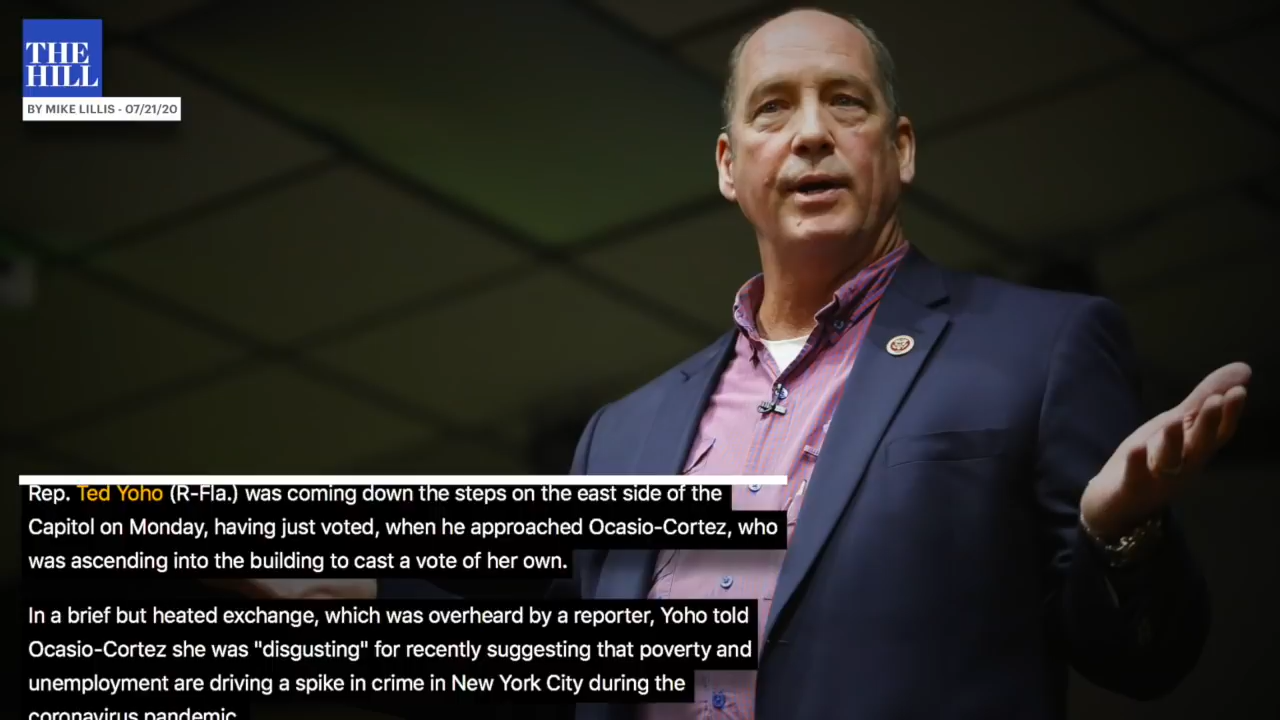 THE
HILL
BY MIKE LILLIS - 07/21/20
Rep. Ted Yoho (R-Fla.) was coming down the steps on the east side of the
Capitol on Monday, having just voted, when he approached Ocasio-Cortez, who
was ascending into the building to cast a vote of her own.
In a brief but heated exchange, which was overheard by a reporter, Yoho told
Ocasio-Cortez she was "disgusting" for recently suggesting that poverty and
unemployment are driving a spike in crime in New York City during the
coronavirus pandemic.